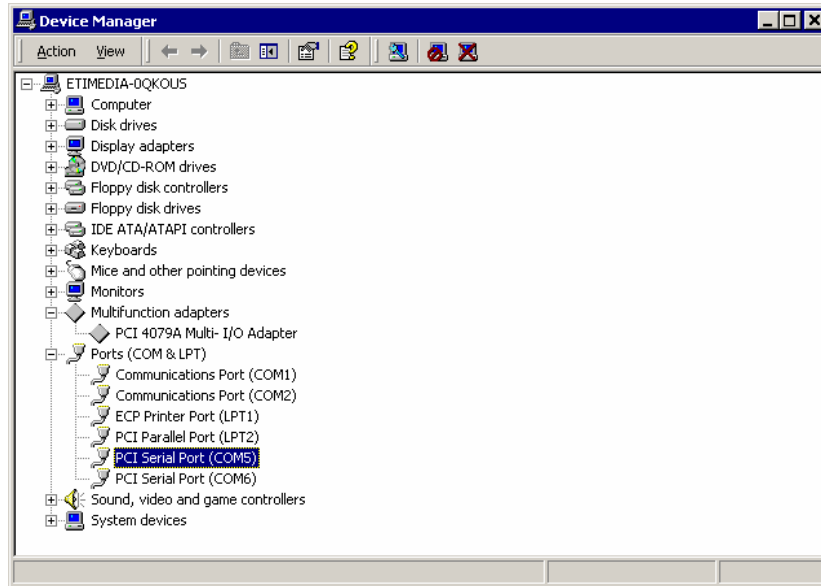 Device Manager
Action View
ETIMEDIA-0QKOUS
Computer
Disk drives
Display adapters
DVD/CD-ROM drives
Floppy disk controllers
Floppy disk drives
IDE ATA/ATAPI controllers
Keyboards
Mice and other pointing devices
Monitors
Multifunction adapters
PCI 4079A Multi- I/O Adapter
Ports (COM & LPT)
Communications Port (COM1)
Communications Port (COM2)
ECP Printer Port (LPT1)
PCI Parallel Port (LPT2)
PCI Serial Port (COM5)
PCI Serial Port (COM6)
Sound, video and game controllers
System devices